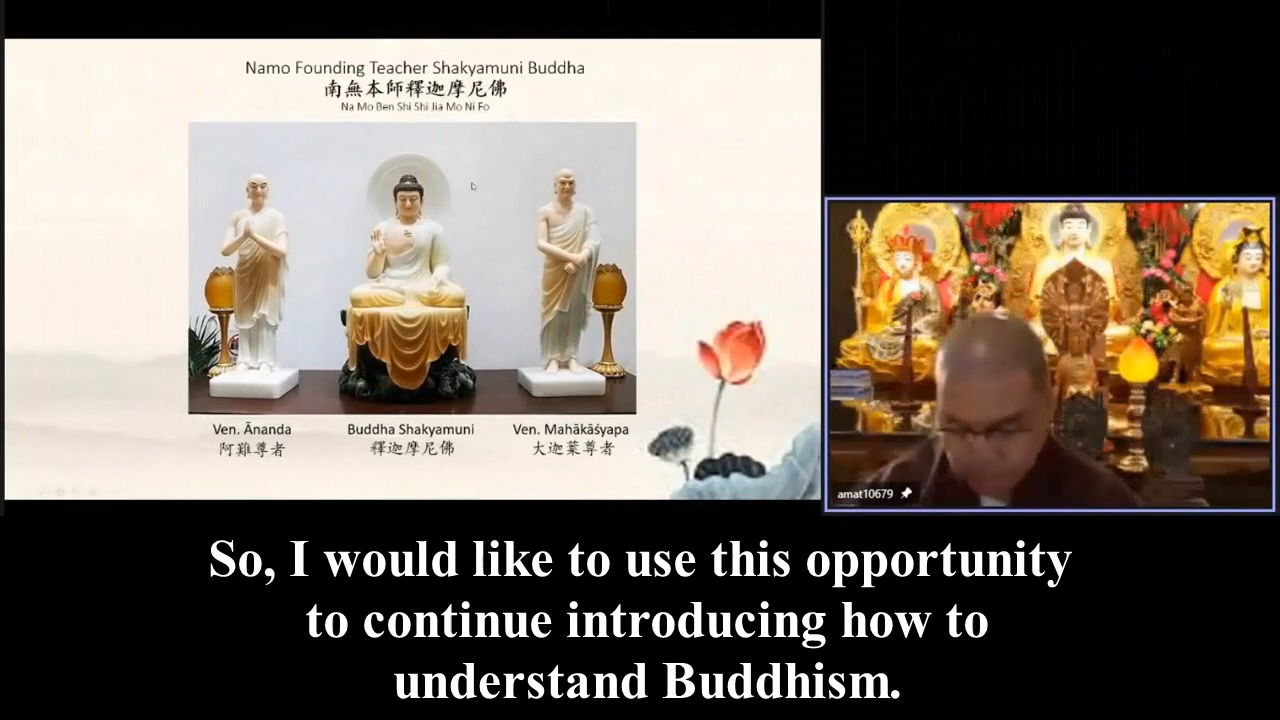 Namo Founding Teacher Shakyamuni Buddha
南無本師釋迦摩尼佛
Na Mo Ben Shi Shi Jia Mo Ni Fo
Ven. Ānanda
阿難尊者
Buddha Shakyamuni
釋迦摩尼佛
Ven. Mahākāśyapa
大迦葉尊者
amat10679
So, I would like to use this opportunity
to continue introducing how to
understand Buddhism.